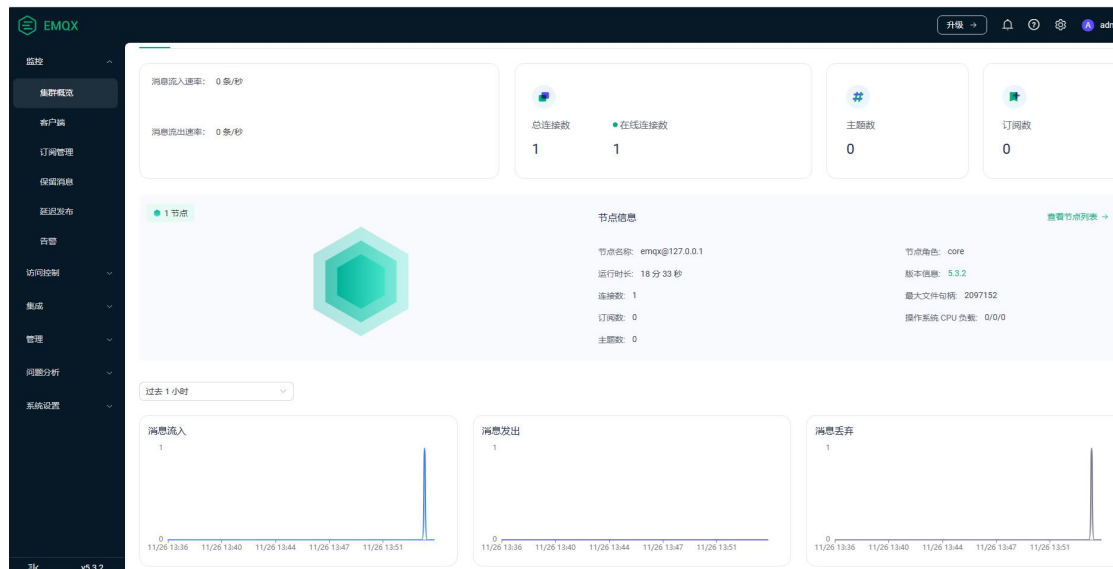 EMQX
升级 →
adm
监控
集群概览
客户端
订阅管理
保留消息
延迟发布
告警
访问控制
集成
管理
问题分析
系统设置
v5.3.2
消息流入速率: 0 条/秒
消息流出速率: 0 条/秒
总连接数 在线连接数
1 1
主题数
0
订阅数
0
1 节点
节点信息
查看节点列表 →
节点名称: emqx@127.0.0.1
节点角色: core
运行时长: 18 分 33 秒
版本信息: 5.3.2
连接数: 1
最大文件句柄: 2097152
订阅数: 0
操作系统 CPU 负载: 0/0/0
主题数: 0
过去 1 小时
消息流入
1
0
11/26 13:36 11/26 13:40 11/26 13:44 11/26 13:47 11/26 13:51
消息发出
1
0
11/26 13:36 11/26 13:40 11/26 13:44 11/26 13:47 11/26 13:51
消息丢弃
1
0
11/26 13:36 11/26 13:40 11/26 13:44 11/26 13:47 11/26 13:51